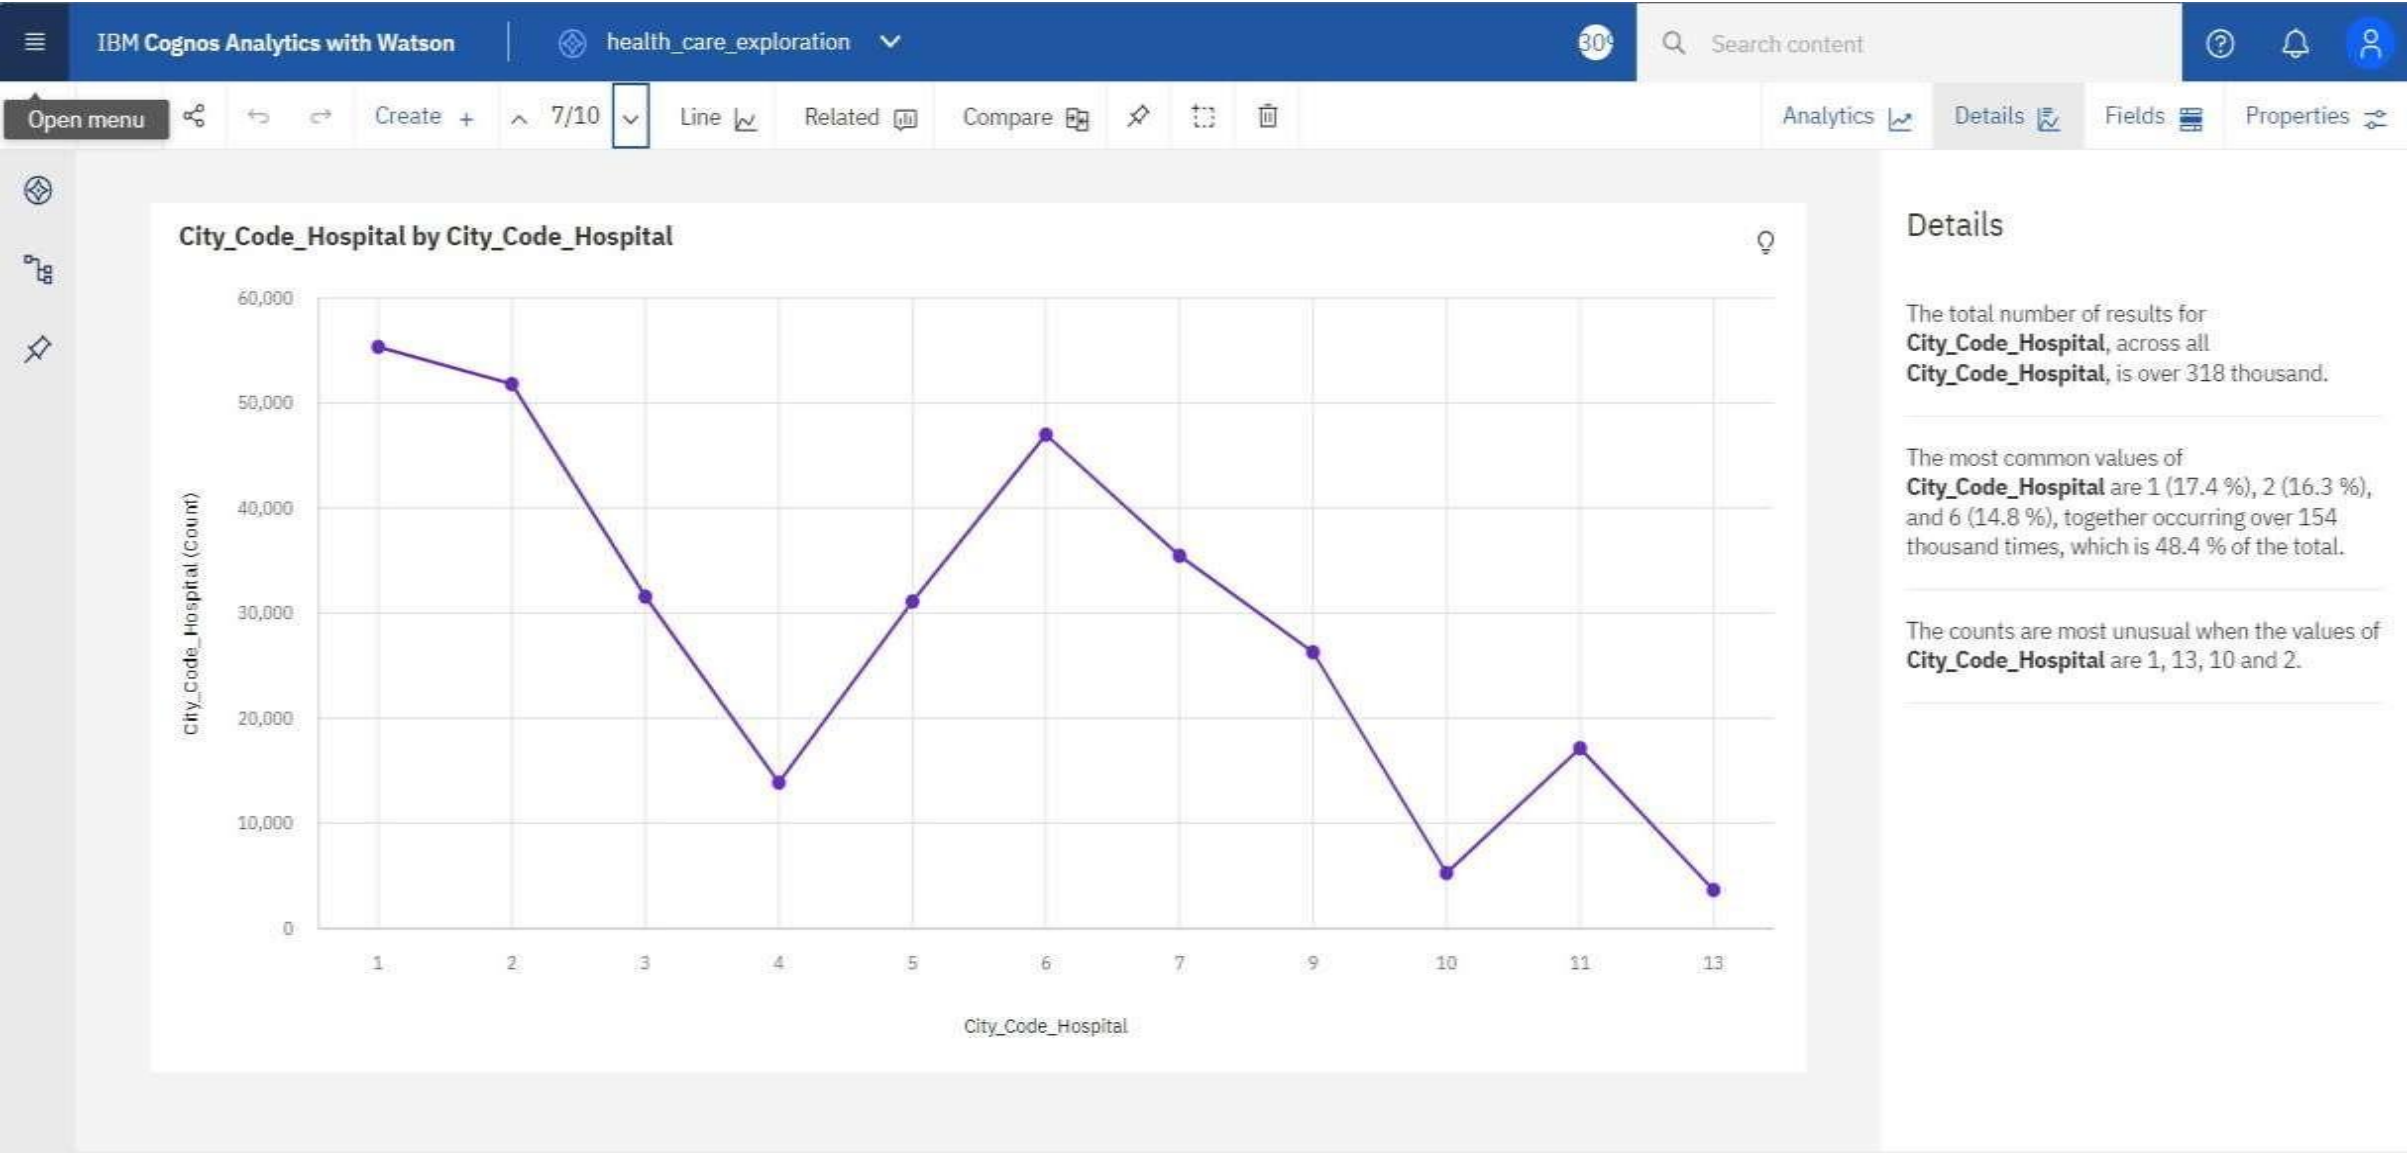 IBM Cognos Analytics with Watson
health_care_exploration
30
Search content
Open menu
Create +
7/10
Line
Related
Compare
Analytics
Details
Fields
Properties
City_Code_Hospital by City_Code_Hospital
60,000
50,000
40,000
30,000
20,000
10,000
0
City_Code_Hospital (Count)
1 2 3 4 5 6 7 9 10 11 13
City_Code_Hospital
Details
The total number of results for
City_Code_Hospital, across all
City_Code_Hospital, is over 318 thousand.
The most common values of
City_Code_Hospital are 1 (17.4 %), 2 (16.3 %),
and 6 (14.8 %), together occurring over 154
thousand times, which is 48.4 % of the total.
The counts are most unusual when the values of
City_Code_Hospital are 1, 13, 10 and 2.